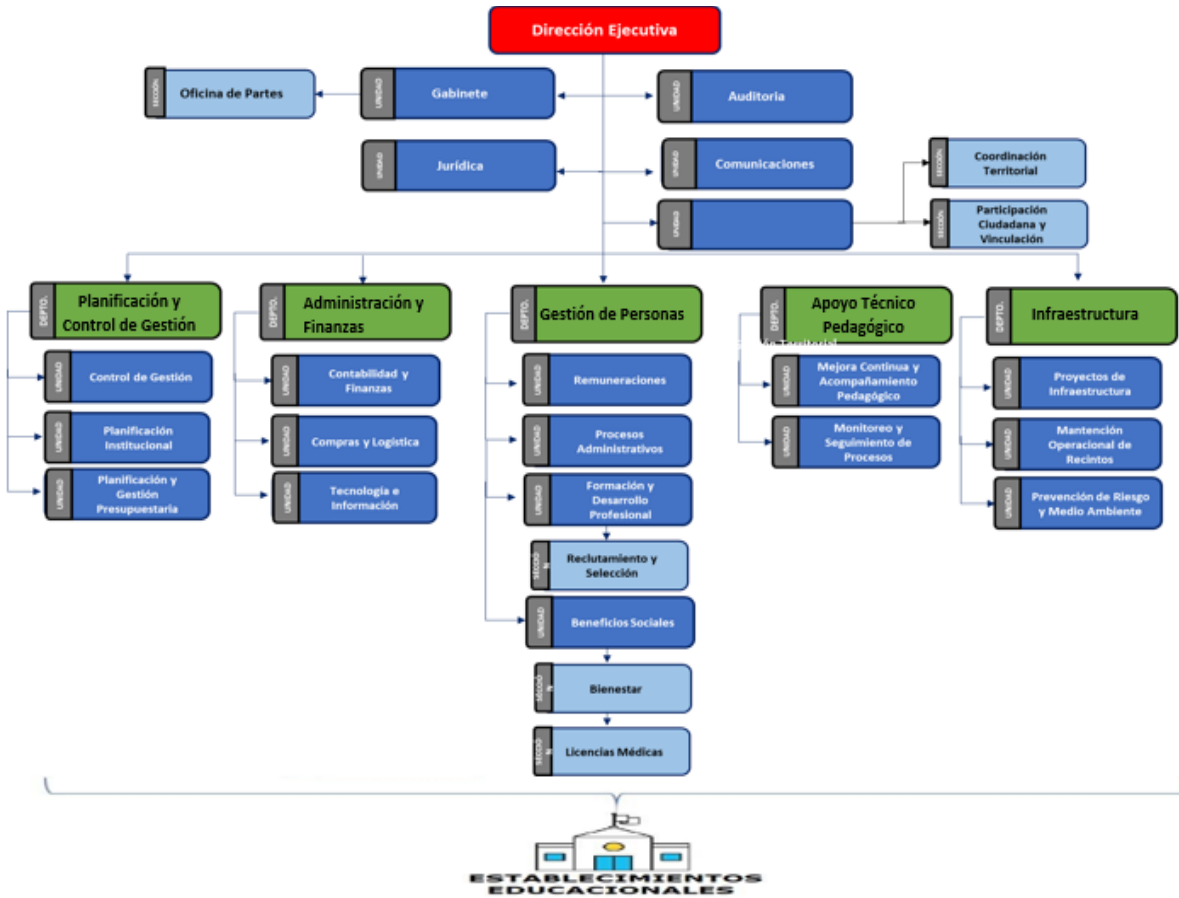 Dirección Ejecutiva
SECCIÓN
Oficina de Partes
UNIDAD
Gabinete
UNIDAD
Auditoria
UNIDAD
Jurídica
UNIDAD
Comunicaciones
SECCIÓN
Coordinación
Territorial
UNIDAD
SECCIÓN
Participación
Ciudadana y
Vinculación
DEPTO.
Planificación y
Control de Gestión
UNIDAD
Control de Gestión
UNIDAD
Planificación
Institucional
UNIDAD
Planificación y
Gestión
Presupuestaria
DEPTO.
Administración y
Finanzas
UNIDAD
Contabilidad y
Finanzas
UNIDAD
Compras y Logística
UNIDAD
Tecnología e
Información
DEPTO.
Gestión de Personas
UNIDAD
Remuneraciones
UNIDAD
Procesos
Administrativos
UNIDAD
Formación y
Desarrollo
Profesional
SECCIÓ
N
Reclutamiento y
Selección
UNIDAD
Beneficios Sociales
SECCIÓ
N
Bienestar
SECCIÓ
N
Licencias Médicas
DEPTO.
Apoyo Técnico
Pedagógico
Territorial
UNIDAD
Mejora Continua y
Acompañamiento
Pedagógico
UNIDAD
Monitoreo y
Seguimiento de
Procesos
DEPTO.
Infraestructura
UNIDAD
Proyectos de
Infraestructura
UNIDAD
Mantención
Operacional de
Recintos
UNIDAD
Prevención de Riesgo
y Medio Ambiente
ESTABLECIMIENTOS
EDUCACIONALES